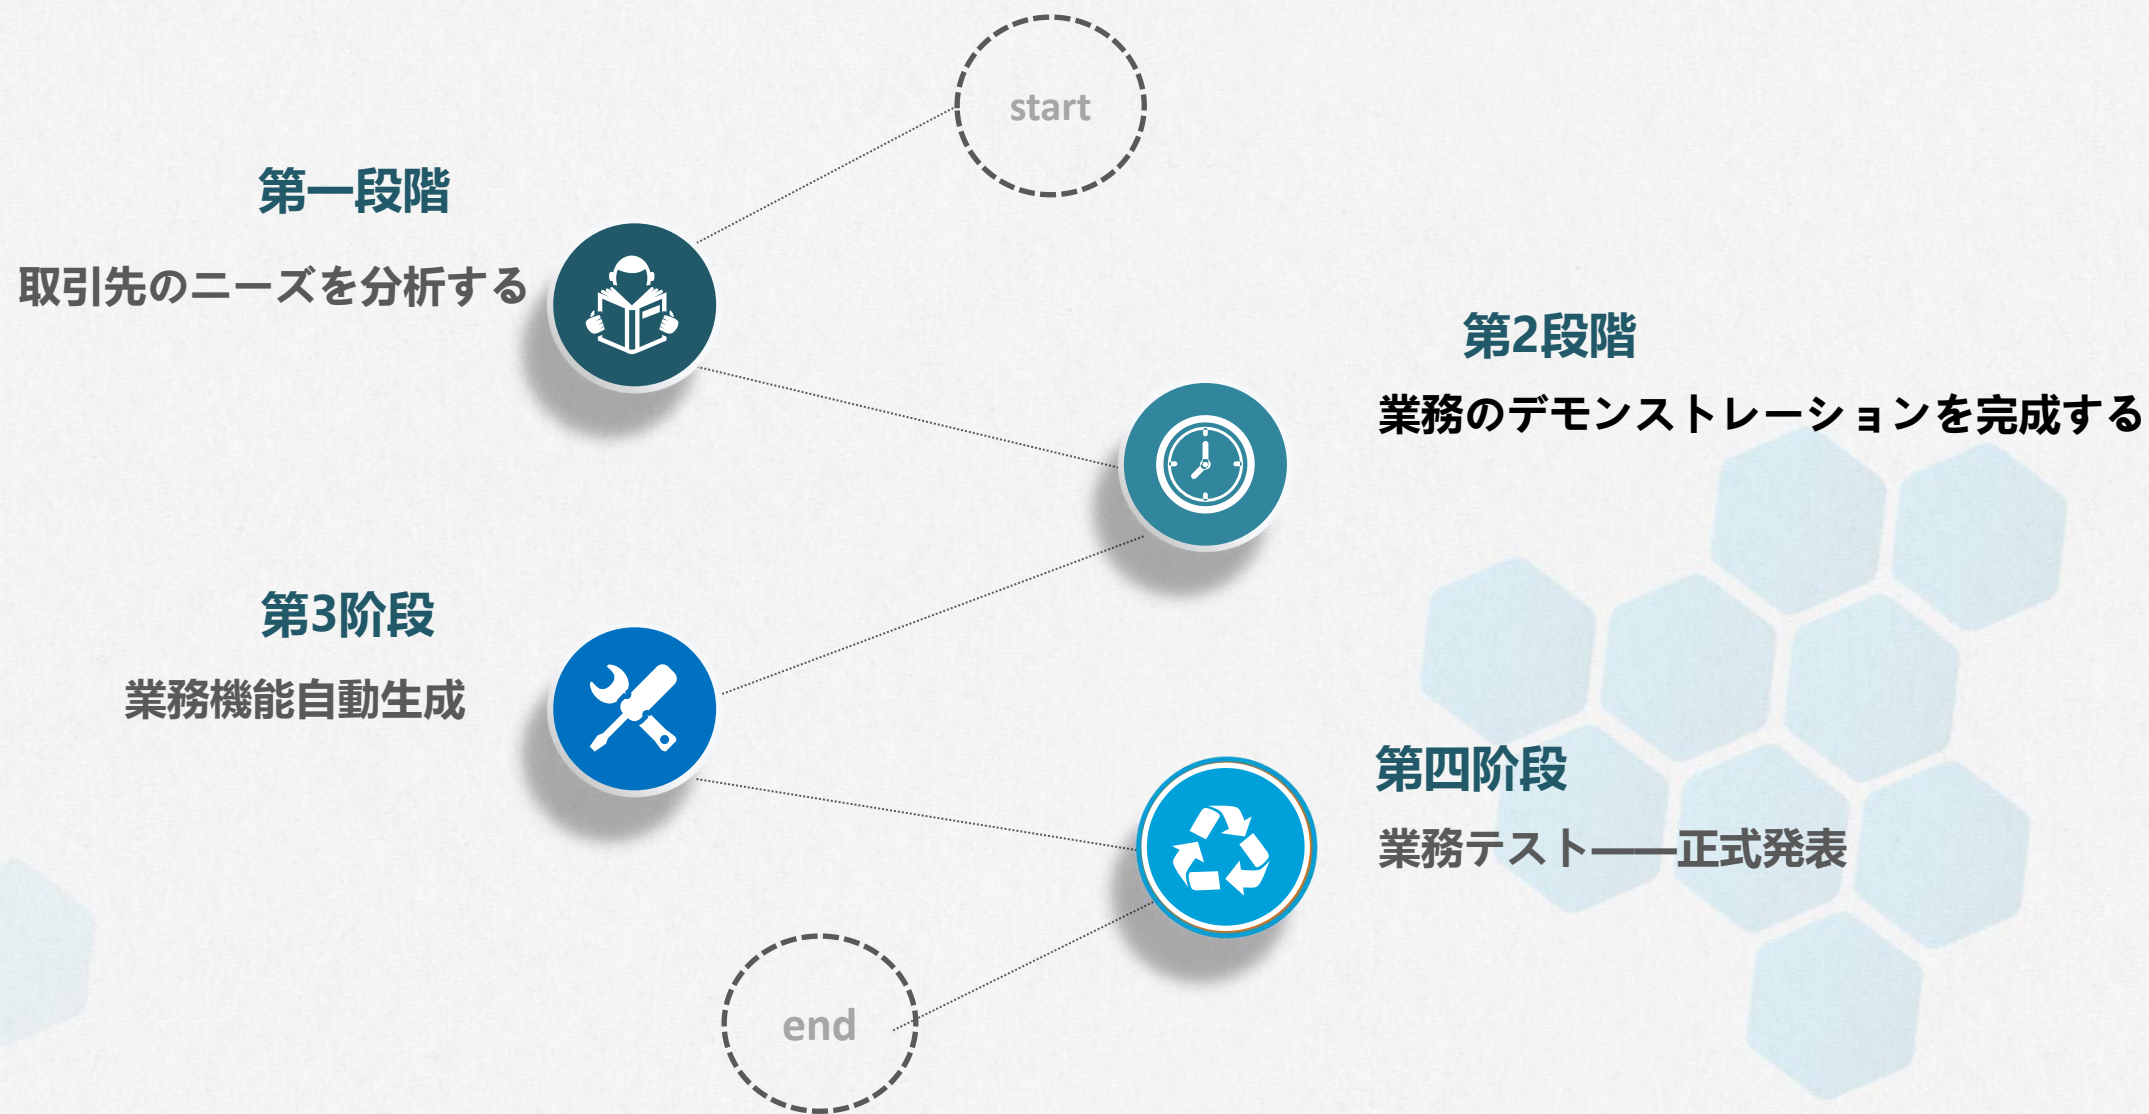 start
第一段階
取引先のニーズを分析する
第2段階
業務のデモンストレーションを完成する
第3阶段
業務機能自動生成
第四阶段
業務テスト——正式発表
end